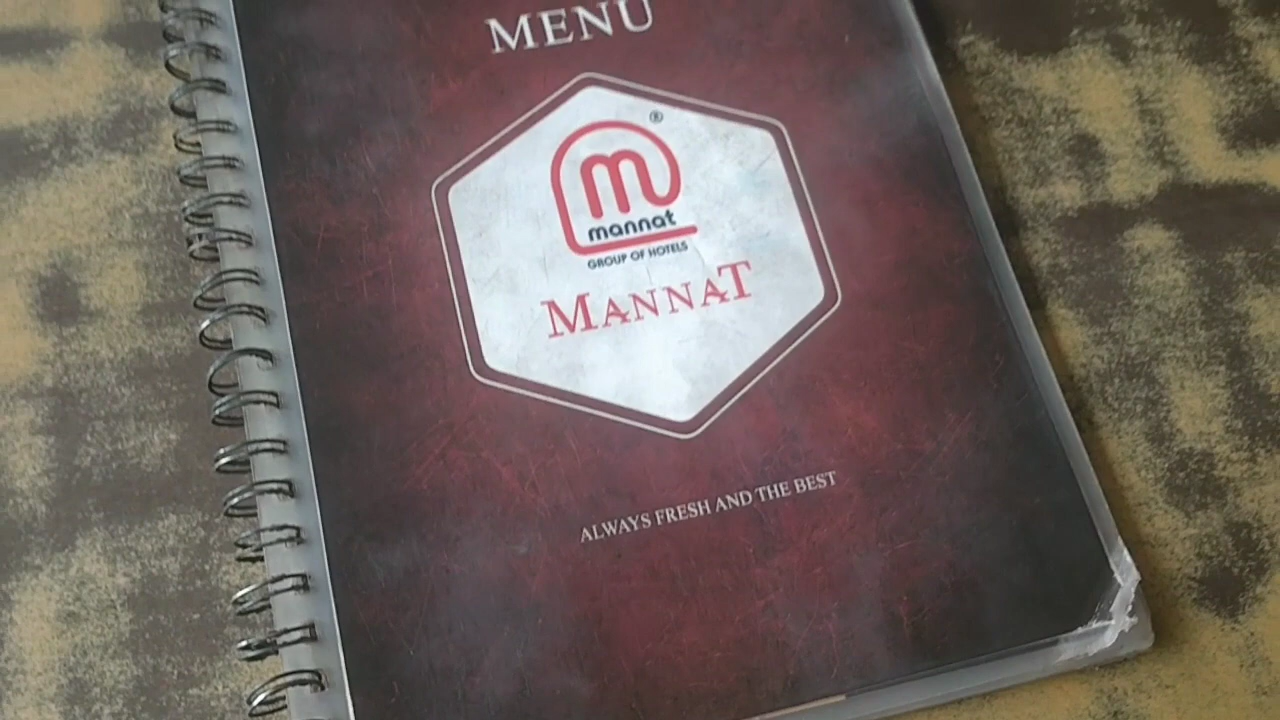 MENU
m ®
mannat
GROUP OF HOTELS
MANNAT
ALWAYS FRESH AND THE BEST